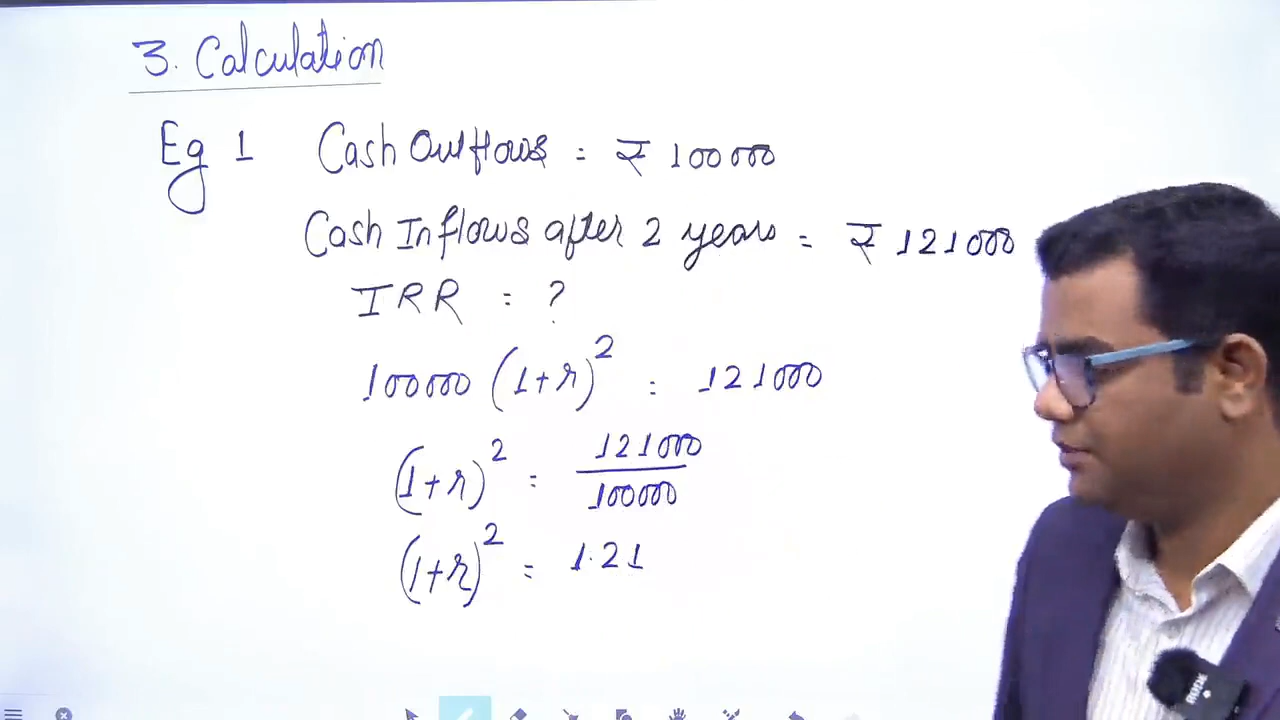 3. Calculation
Eg 1 Cash Outflows = ₹ 100000
Cash Inflows after 2 years = ₹ 121000
IRR = ?
100000 (1+r)² = 121000
(1+r)² = 121000/100000
(1+r)² = 1.21
RODE